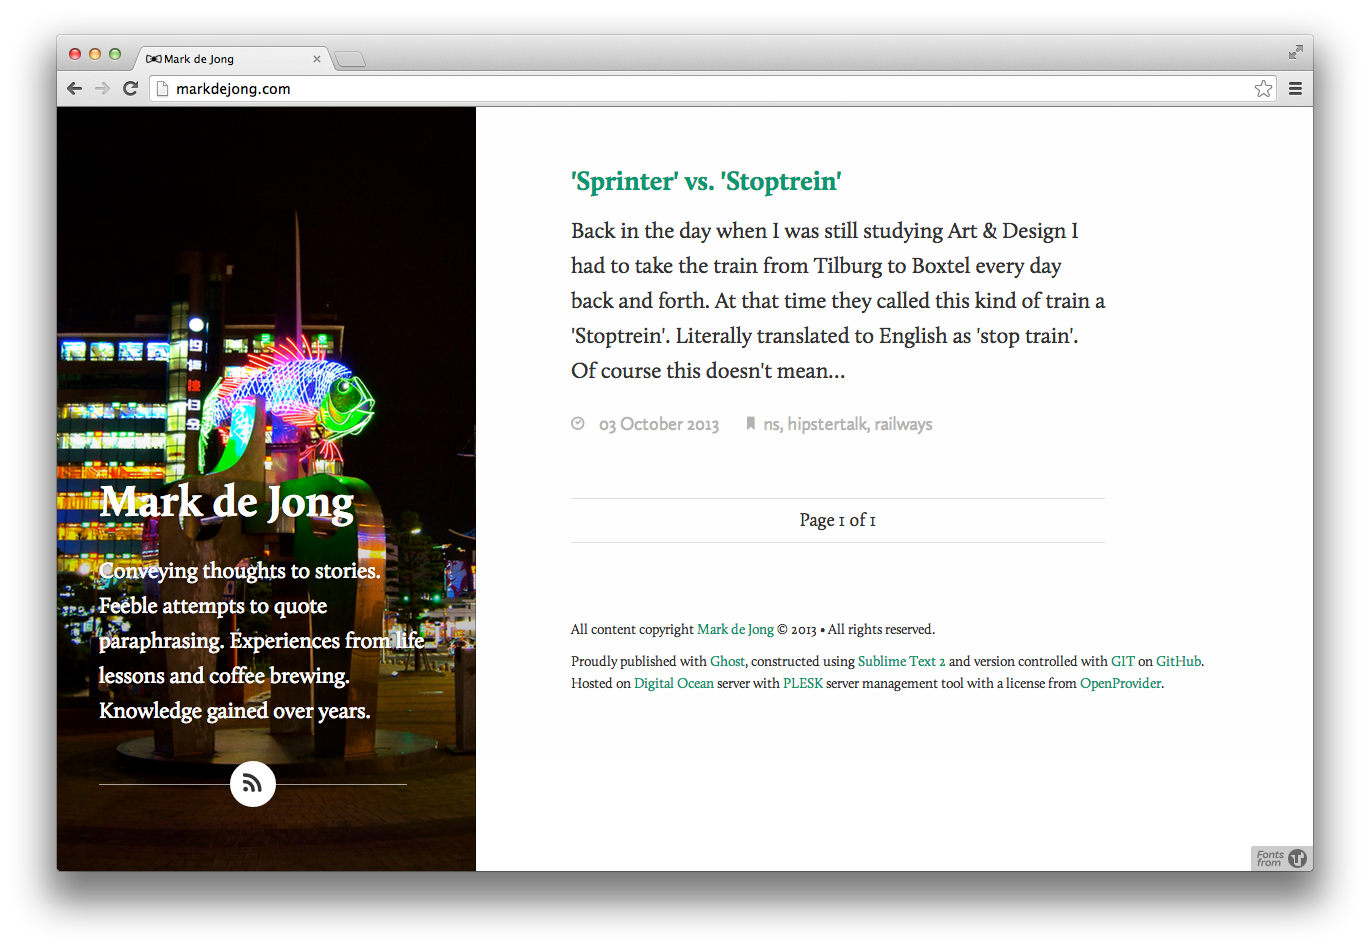 Mark de Jong
markdejong.com
Mark de Jong
Conveying thoughts to stories.
Feeble attempts to quote
paraphrasing. Experiences from life
lessons and coffee brewing.
Knowledge gained over years.
'Sprinter' vs. 'Stoptrein'
Back in the day when I was still studying Art & Design I
had to take the train from Tilburg to Boxtel every day
back and forth. At that time they called this kind of train a
'Stoptrein'. Literally translated to English as 'stop train'.
Of course this doesn't mean...
03 October 2013 ns, hipstertalk, railways
Page 1 of 1
All content copyright Mark de Jong © 2013 • All rights reserved.
Proudly published with Ghost, constructed using Sublime Text 2 and version controlled with GIT on GitHub.
Hosted on Digital Ocean server with PLESK server management tool with a license from OpenProvider.
Fonts
from